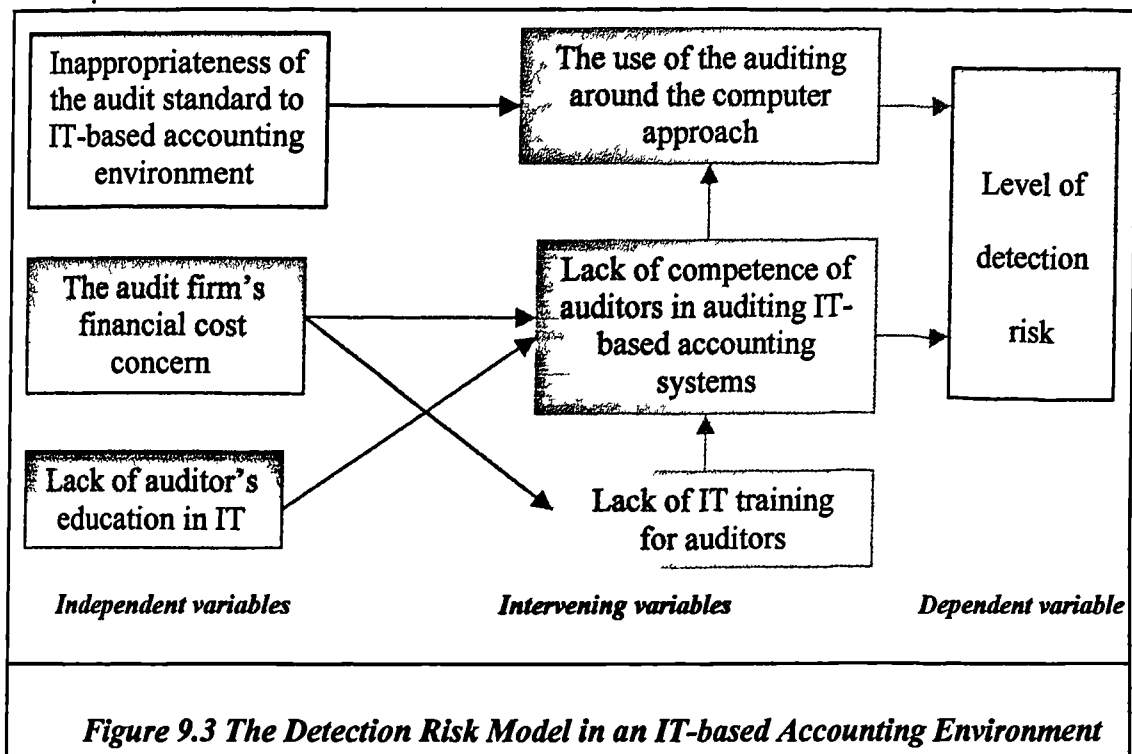 Inappropriateness of
the audit standard to
IT-based accounting
environment
The use of the auditing
around the computer
approach
Level of
detection
risk
The audit firm's
financial cost
concern
Lack of competence of
auditors in auditing IT-
based accounting
systems
Lack of auditor's
education in IT
Lack of IT training
for auditors
Independent variables
Intervening variables
Dependent variable
Figure 9.3 The Detection Risk Model in an IT-based Accounting Environment